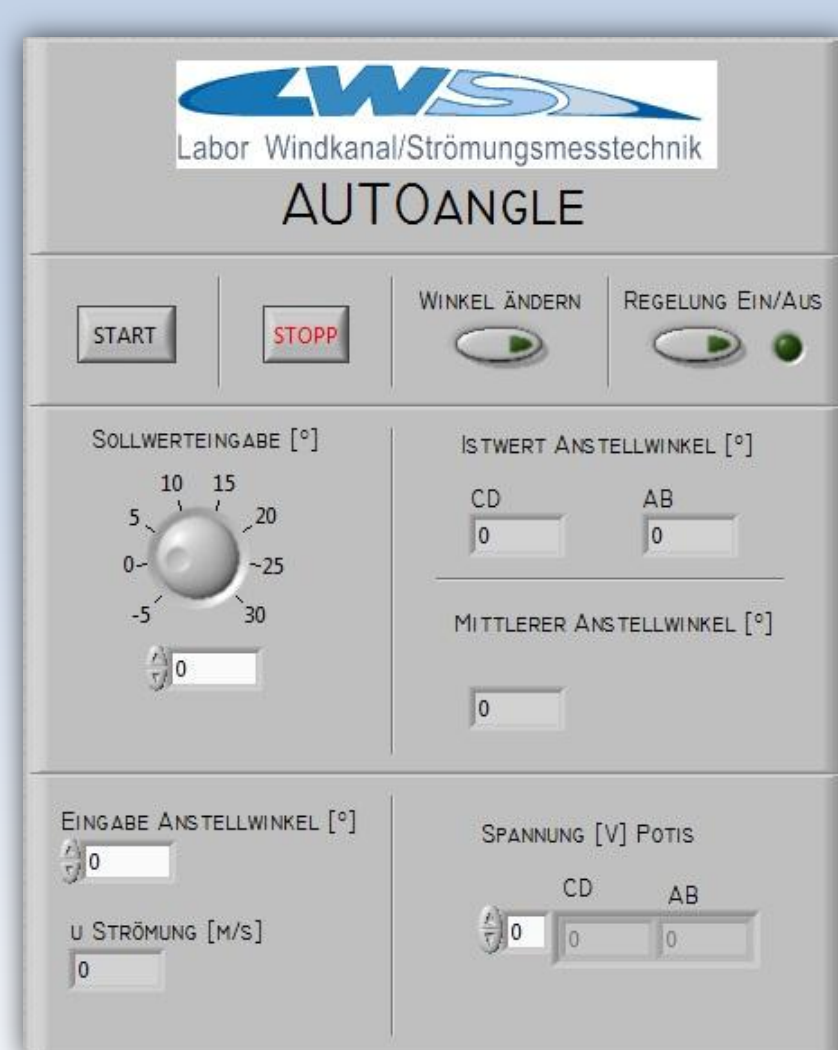 LWS
Labor Windkanal/Strömungsmesstechnik
AUTOANGLE
START
STOPP
WINKEL ÄNDERN
REGELUNG EIN/AUS
SOLLWERTEINGABE [°]
10 15
5 20
0 25
-5 30
0
ISTWERT ANSTELLWINKEL [°]
CD AB
0 0
MITTLERER ANSTELLWINKEL [°]
0
EINGABE ANSTELLWINKEL [°]
0
U STRÖMUNG [M/S]
0
SPANNUNG [V] POTIS
CD AB
0 0 0